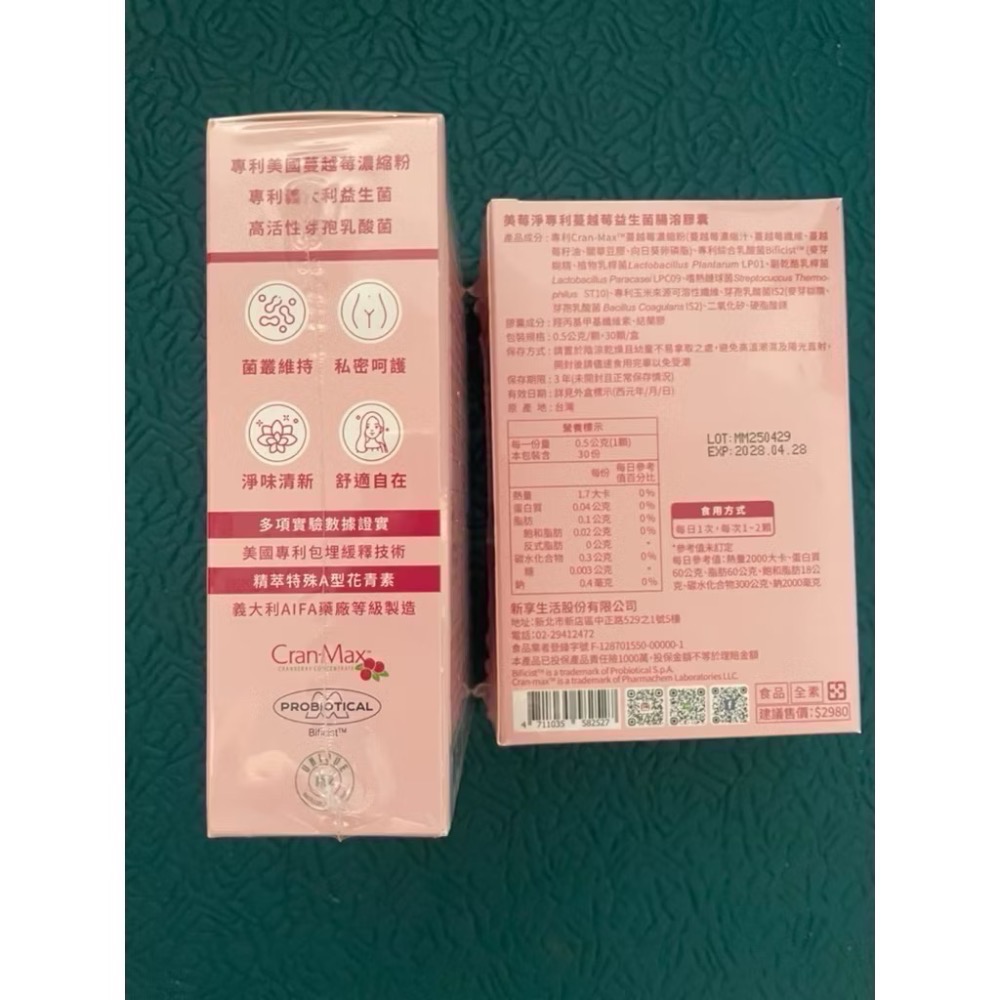 專利美國蔓越莓濃縮粉
專利義大利益生菌
高活性芽孢乳酸菌
菌叢維持 私密呵護
淨味清新 舒適自在
多項實驗數據證實
美國專利包埋緩釋技術
精萃特殊A型花青素
義大利AIFA藥廠等級製造
Cran-Max™
CRANBERRY CONCENTRATE
PROBIOTICAL
Bificist™
UNIQUE
美莓淨專利蔓越莓益生菌腸溶膠囊
產品成分：專利Cran-Max™蔓越莓濃縮粉(蔓越莓濃縮汁、蔓越莓纖維、蔓越
莓籽油、關華豆膠、向日葵卵磷脂)、專利綜合乳酸菌Bificist™(麥芽
糊精、植物乳桿菌Lactobacillus Plantarum LP01、副乾酪乳桿菌
Lactobacillus Paracasei LPC09、嗜熱鏈球菌Streptococcus Thermo-
philus ST10)、專利玉米來源可溶性纖維、芽孢乳酸菌IS2(麥芽糊精、
芽孢乳酸菌Bacillus Coagulans IS2)、二氧化矽、硬脂酸鎂
膠囊成分：羥丙基甲基纖維素、結蘭膠
包裝規格：0.5公克/顆，30顆/盒
保存方式：請置於陰涼乾燥且幼童不易拿取之處，避免高溫潮濕及陽光直射，
開封後請儘速食用完畢以免受潮
保存期限：3年(未開封且正常保存情況)
有效日期：詳見外盒標示(西元年/月/日)
原 產 地：台灣
營養標示
每一份量 0.5公克(1顆)
本包裝含 30份
每份 每日參考值百分比
熱量 1.7大卡 0%
蛋白質 0.04公克 0%
脂肪 0.1公克 0%
飽和脂肪 0.02公克 0%
反式脂肪 0公克 *
碳水化合物 0.3公克 0%
糖 0.003公克 *
鈉 0.4毫克 0%
LOT:MM250429
EXP:2028.04.28
食用方式
每日1次，每次1~2顆
*參考值未訂定
每日參考值：熱量2000大卡、蛋白質
60公克、脂肪60公克、飽和脂肪18公
克、碳水化合物300公克、鈉2000毫克
新享生活股份有限公司
地址：新北市新店區中正路529之1號5樓
電話：02-29412472
食品業者登錄字號 F-128701550-00000-1
本產品已投保產品責任險1000萬，投保金額不等於理賠金額
Bificist™ is a trademark of Probiotical S.p.A
Cran-max™ is a trademark of Pharmachem Laboratories LLC.
4 711035 582527
食品 全素
建議售價：$2980